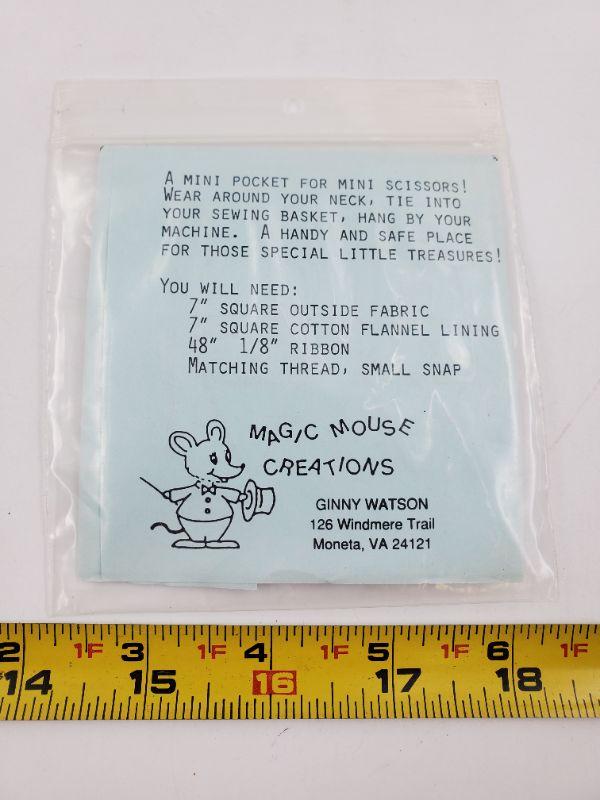 A MINI POCKET FOR MINI SCISSORS!
WEAR AROUND YOUR NECK, TIE INTO
YOUR SEWING BASKET, HANG BY YOUR
MACHINE. A HANDY AND SAFE PLACE
FOR THOSE SPECIAL LITTLE TREASURES!
YOU WILL NEED:
7" SQUARE OUTSIDE FABRIC
7" SQUARE COTTON FLANNEL LINING
48" 1/8" RIBBON
MATCHING THREAD, SMALL SNAP
MAGIC MOUSE
CREATIONS
GINNY WATSON
126 Windmere Trail
Moneta, VA 24121
2 1F 3 1F 4 1F 5 1F 6 1F
14 15 16 17 18